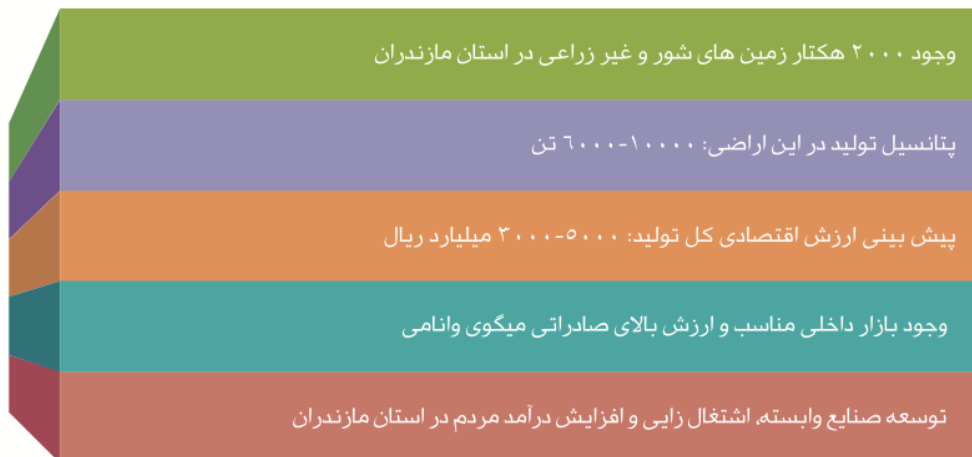 وجود ۲۰۰۰ هکتار زمین های شور و غیر زراعی در استان مازندران
پتانسیل تولید در این اراضی: ۱۰۰۰۰-۶۰۰۰ تن
پیش بینی ارزش اقتصادی کل تولید: ۵۰۰۰-۳۰۰۰ میلیارد ریال
وجود بازار داخلی مناسب و ارزش بالای صادراتی میگوی وانامی
توسعه صنایع وابسته، اشتغال زایی و افزایش درآمد مردم در استان مازندران